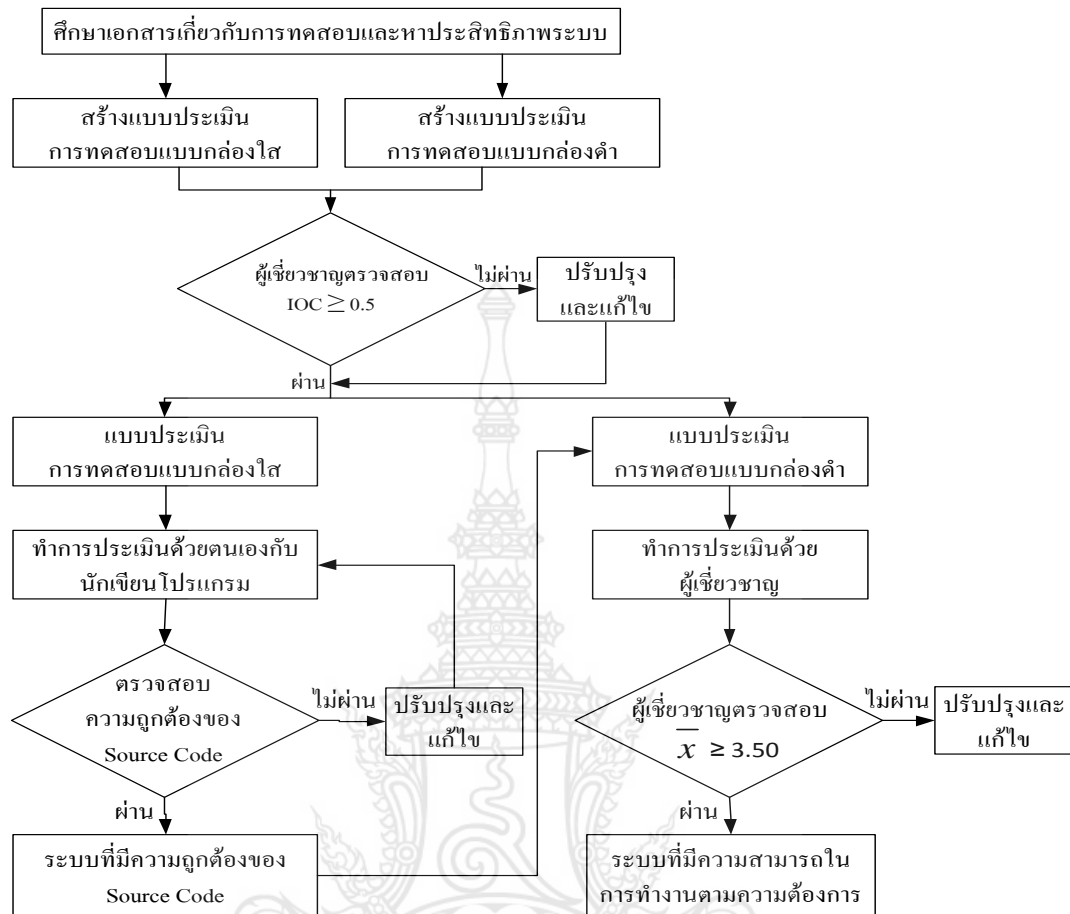 ศึกษาเอกสารเกี่ยวกับการทดสอบและหาประสิทธิภาพระบบ
สร้างแบบประเมิน
การทดสอบแบบกล่องใส
สร้างแบบประเมิน
การทดสอบแบบกล่องดำ
ผู้เชี่ยวชาญตรวจสอบ
IOC ≥ 0.5
ไม่ผ่าน
ปรับปรุง
และแก้ไข
ผ่าน
แบบประเมิน
การทดสอบแบบกล่องใส
แบบประเมิน
การทดสอบแบบกล่องดำ
ทำการประเมินด้วยตนเองกับ
นักเขียนโปรแกรม
ทำการประเมินด้วย
ผู้เชี่ยวชาญ
ตรวจสอบ
ความถูกต้องของ
Source Code
ไม่ผ่าน
ปรับปรุงและ
แก้ไข
ผู้เชี่ยวชาญตรวจสอบ
x̅ ≥ 3.50
ไม่ผ่าน
ปรับปรุงและ
แก้ไข
ผ่าน
ผ่าน
ระบบที่มีความถูกต้องของ
Source Code
ระบบที่มีความสามารถใน
การทำงานตามความต้องการ